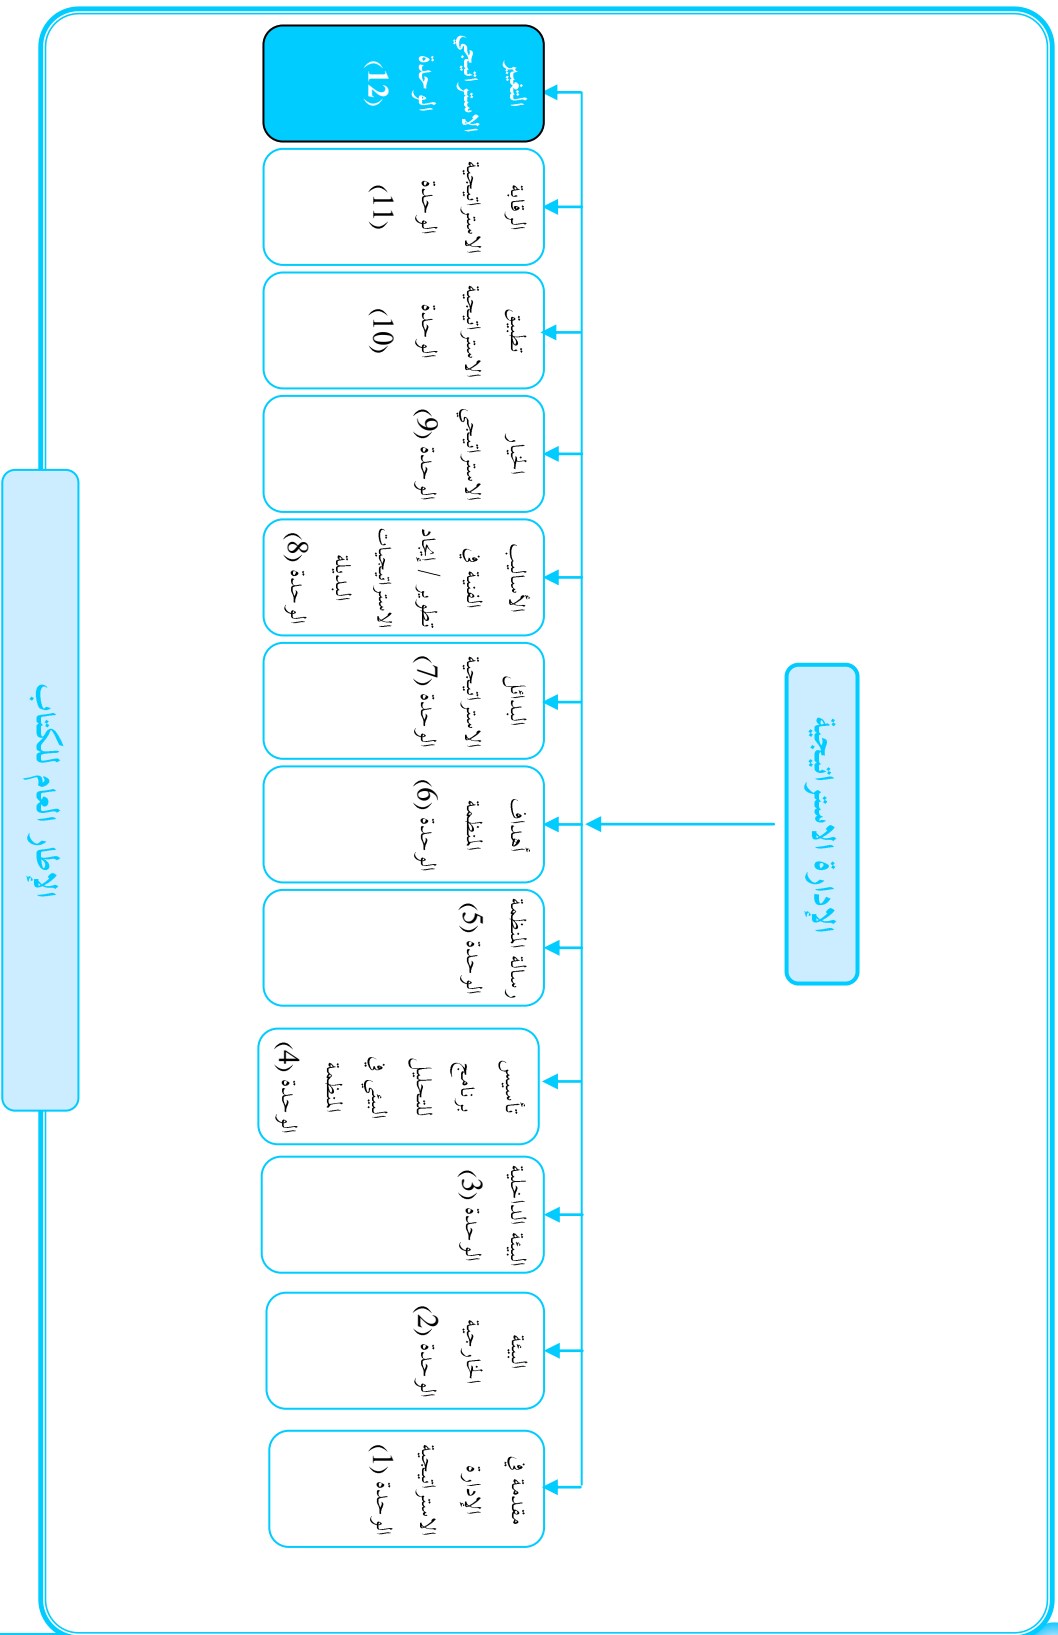 الإطار العام للكتاب
الإدارة الاستراتيجية
مقدمة في
الإدارة
الاستراتيجية
الوحدة (1)
البيئة
الخارجية
الوحدة (2)
البيئة الداخلية
الوحدة (3)
تأسيس
برنامج
للتحليل
البيئي في
المنظمة
الوحدة (4)
رسالة المنظمة
الوحدة (5)
أهداف
المنظمة
الوحدة (6)
البدائل
الاستراتيجية
الوحدة (7)
الأساليب
الفنية في
تطوير / إيجاد
الاستراتيجيات
البديلة
الوحدة (8)
الخيار
الاستراتيجي
الوحدة (9)
تطبيق
الاستراتيجية
الوحدة
(10)
الرقابة
الاستراتيجية
الوحدة
(11)
التغيير
الاستراتيجي
الوحدة
(12)